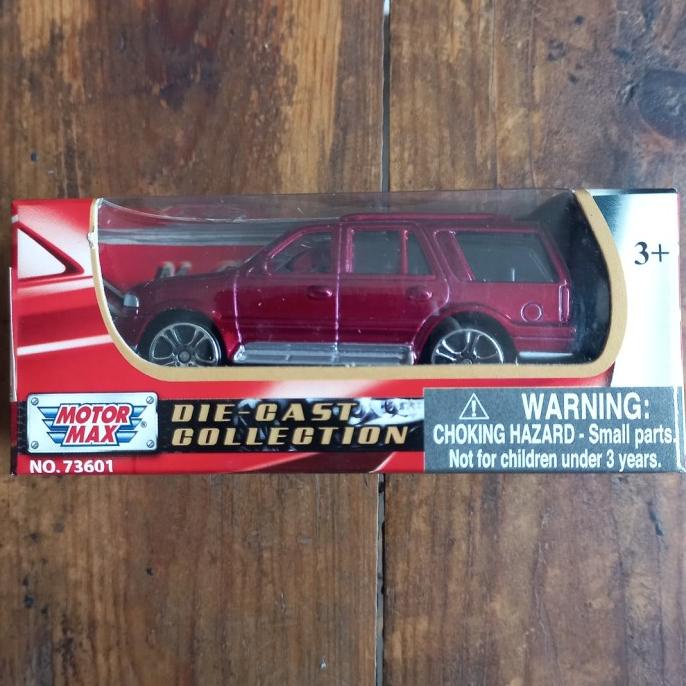 3+
MOTOR
MAX®
DIE-CAST
COLLECTION
NO.73601
⚠ WARNING:
CHOKING HAZARD - Small parts.
Not for children under 3 years.